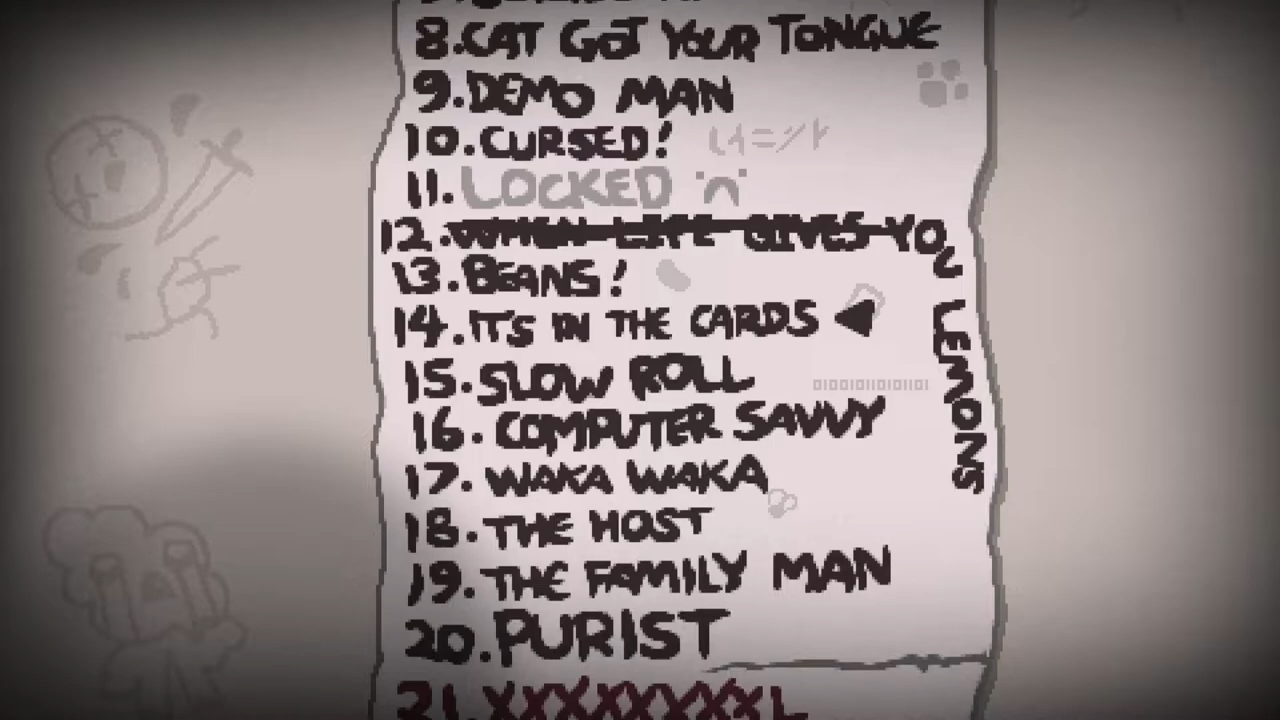 8.CAT GOT YOUR TONGUE
9.DEMO MAN
10.CURSED!
11.LOCKED
12.WHEN LIFE GIVES YOU LEMONS
13.BEANS!
14.IT'S IN THE CARDS
15.SLOW ROLL
010010110101101
16.COMPUTER SAVVY
17.WAKA WAKA
18.THE HOST
19.THE FAMILY MAN
20.PURIST
21.XXXXXXXXL